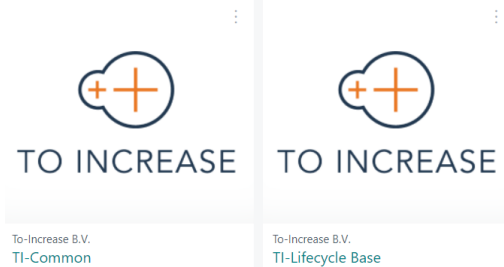 TO INCREASE
To-Increase B.V.
TI-Common
TO INCREASE
To-Increase B.V.
TI-Lifecycle Base